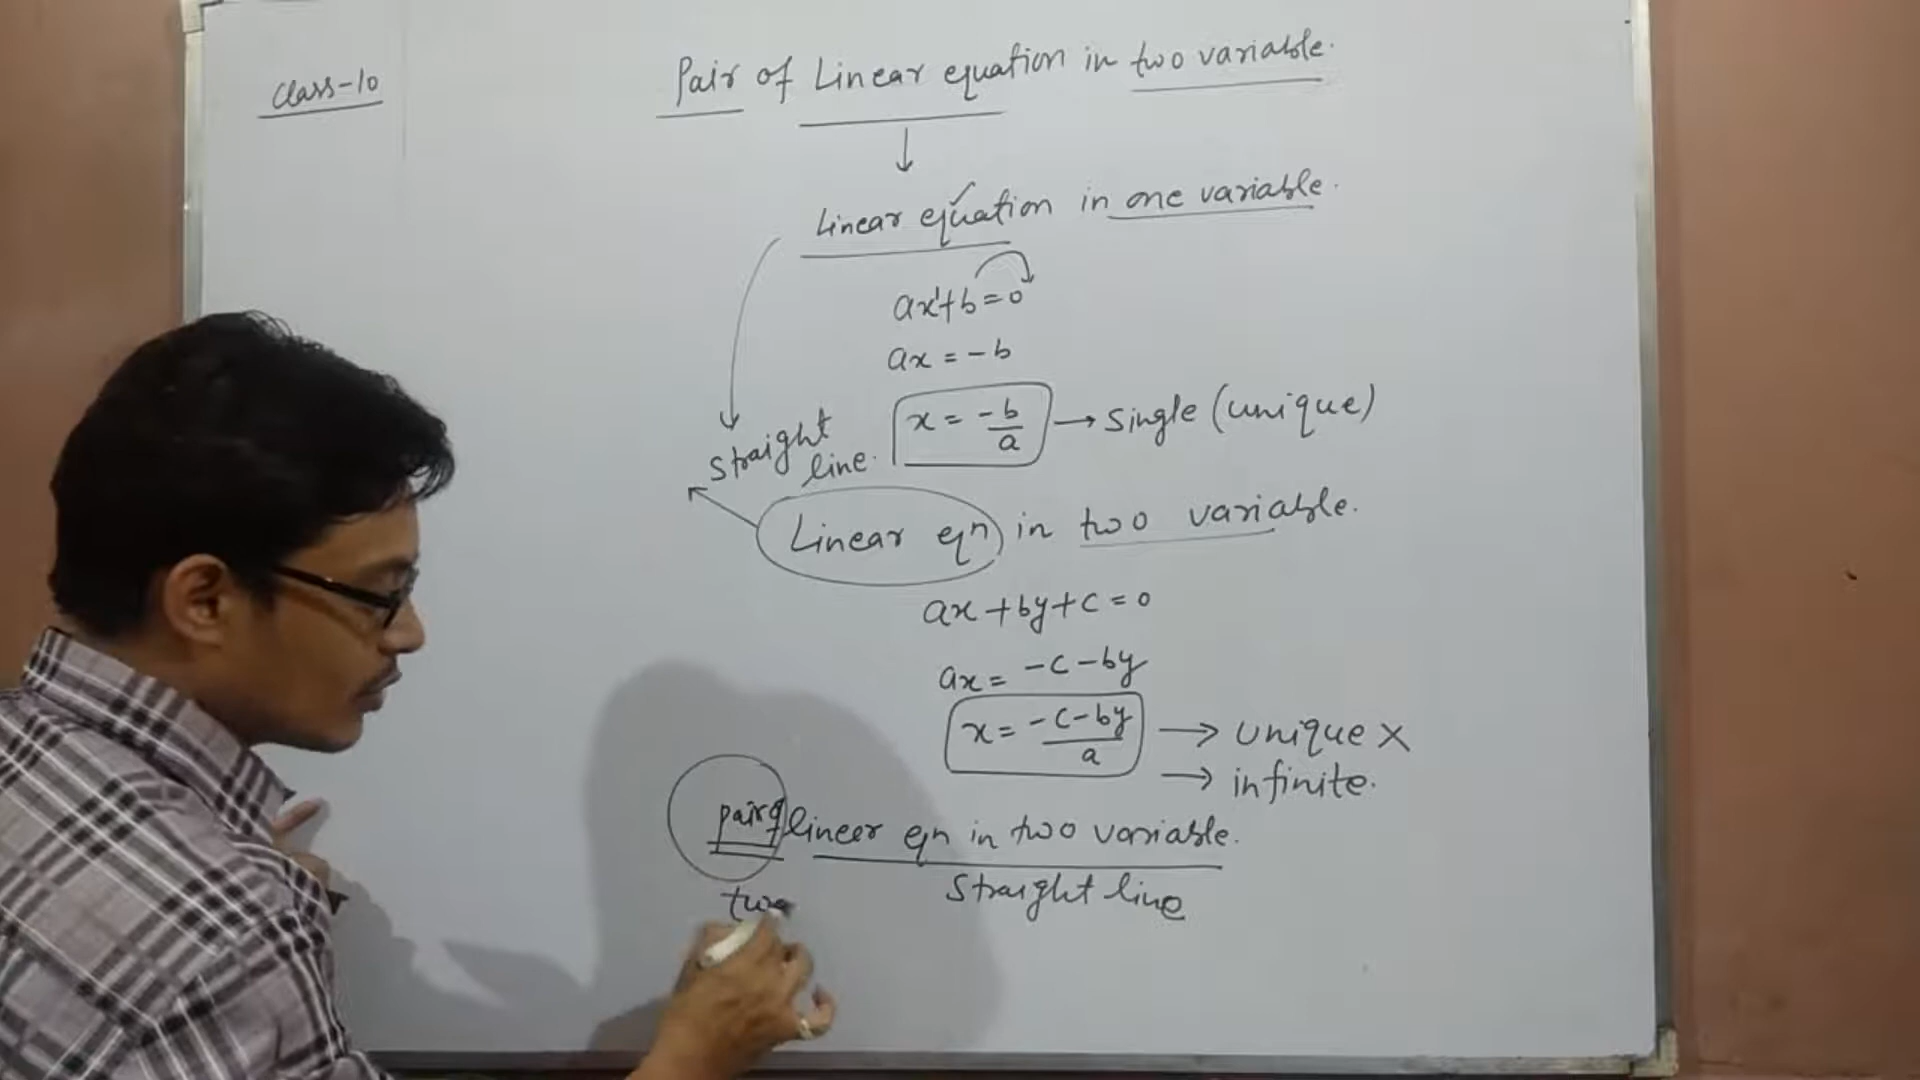 Class-10
Pair of Linear equation in two variable.
Linear equation in one variable.
ax¹+b=0
ax = -b
x = -b/a → Single (unique)
Straight
line.
Linear eqn in two variable.
ax+by+c=0
ax = -c-by
x = -c-by/a → unique ×
→ infinite.
pair of lineer eqn in two variable.
two
Straight line